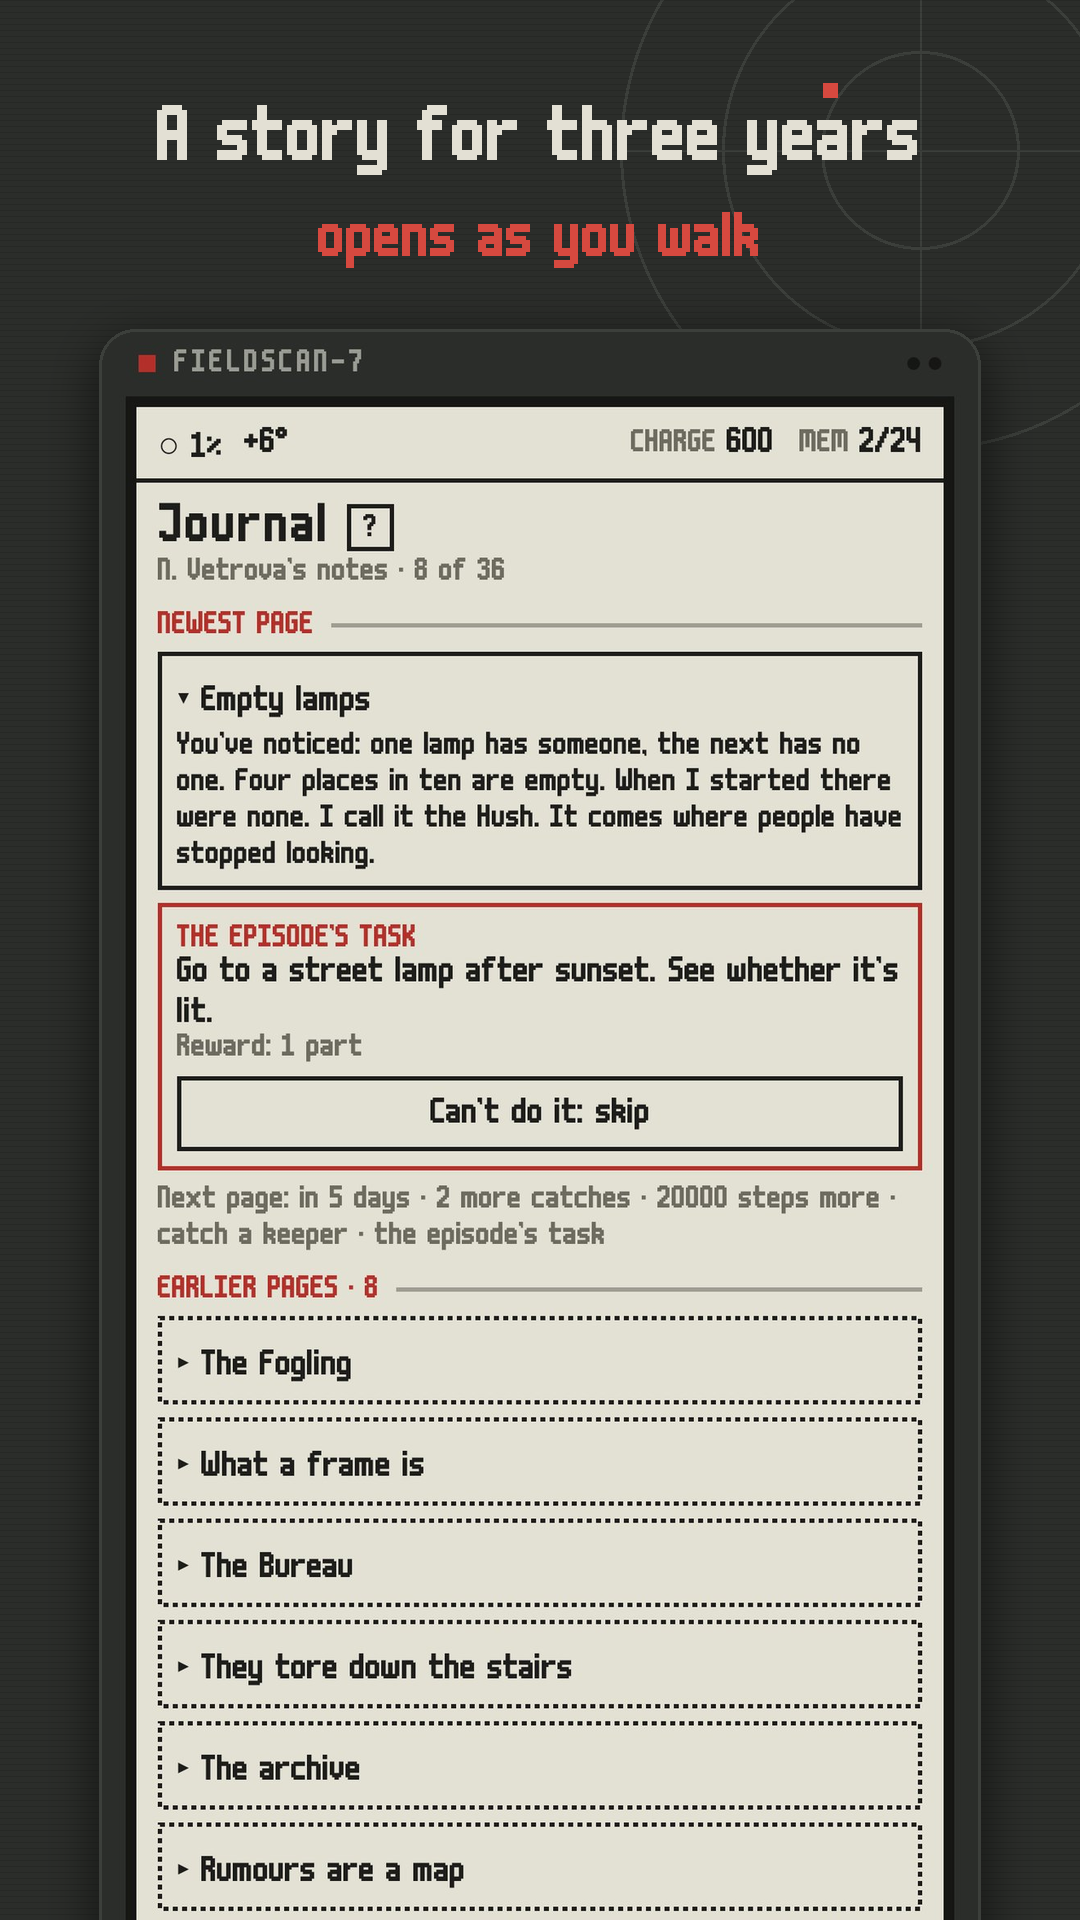 A story for three years
opens as you walk
FIELDSCAN-7
1% +6° CHARGE 600 MEM 2/24
Journal ?
N. Vetrova's notes · 8 of 36
NEWEST PAGE
▾ Empty lamps
You've noticed: one lamp has someone, the next has no
one. Four places in ten are empty. When I started there
were none. I call it the Hush. It comes where people have
stopped looking.
THE EPISODE'S TASK
Go to a street lamp after sunset. See whether it's
lit.
Reward: 1 part
Can't do it: skip
Next page: in 5 days · 2 more catches · 20000 steps more ·
catch a keeper · the episode's task
EARLIER PAGES · 8
▸ The Fogling
▸ What a frame is
▸ The Bureau
▸ They tore down the stairs
▸ The archive
▸ Rumours are a map